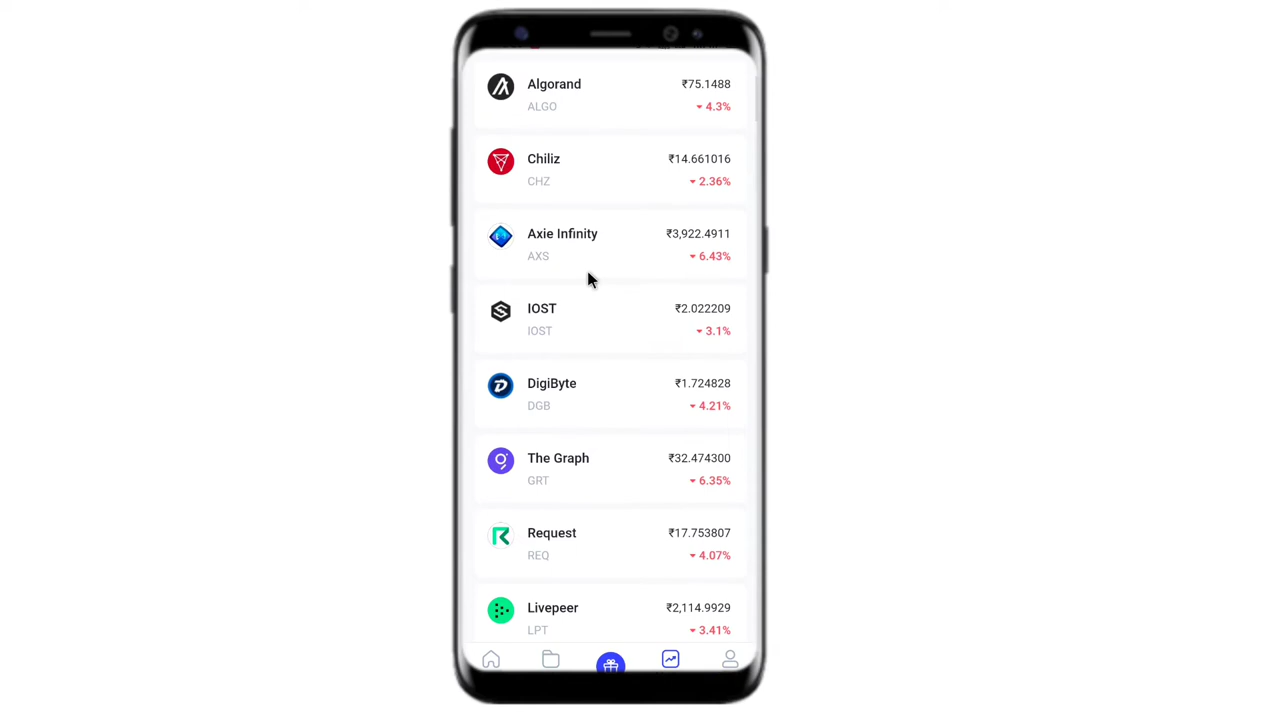 Algorand ₹75.1488
ALGO 4.3%
Chiliz ₹14.661016
CHZ 2.36%
Axie Infinity ₹3,922.4911
AXS 6.43%
IOST ₹2.022209
IOST 3.1%
DigiByte ₹1.724828
DGB 4.21%
The Graph ₹32.474300
GRT 6.35%
Request ₹17.753807
REQ 4.07%
Livepeer ₹2,114.9929
LPT 3.41%